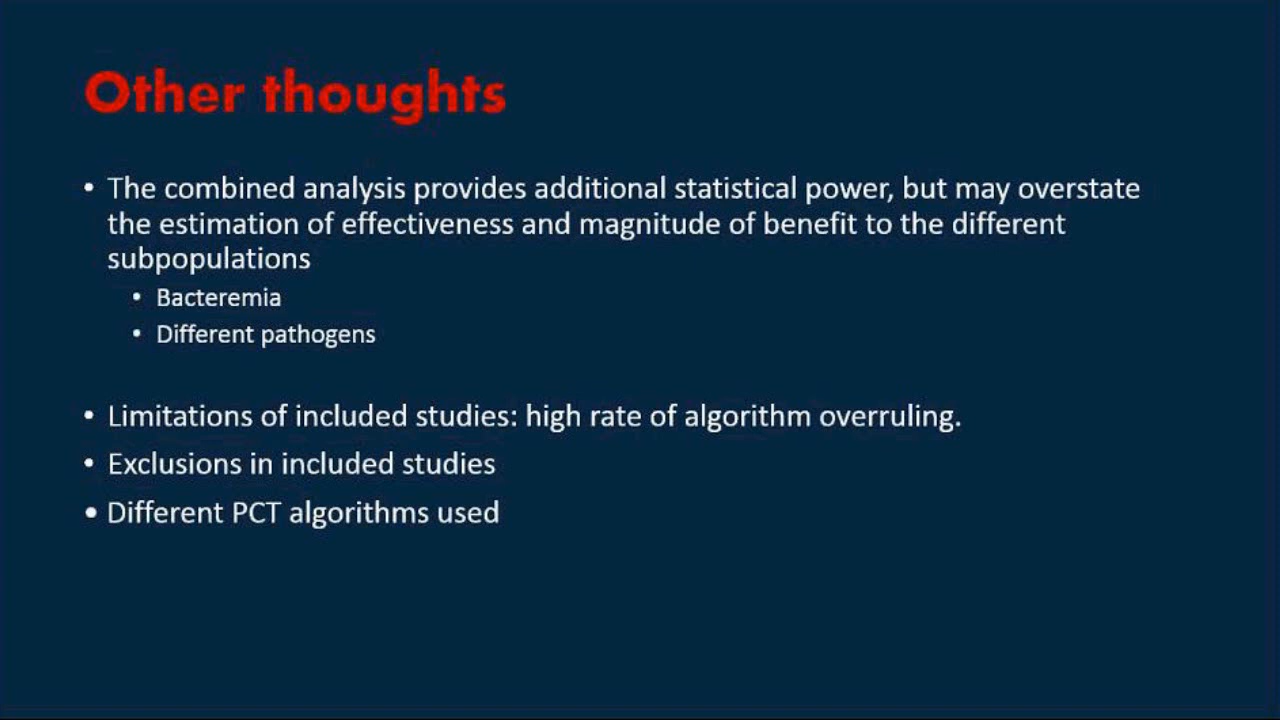 Other thoughts
• The combined analysis provides additional statistical power, but may overstate
the estimation of effectiveness and magnitude of benefit to the different
subpopulations
• Bacteremia
• Different pathogens
• Limitations of included studies: high rate of algorithm overruling.
• Exclusions in included studies
• Different PCT algorithms used